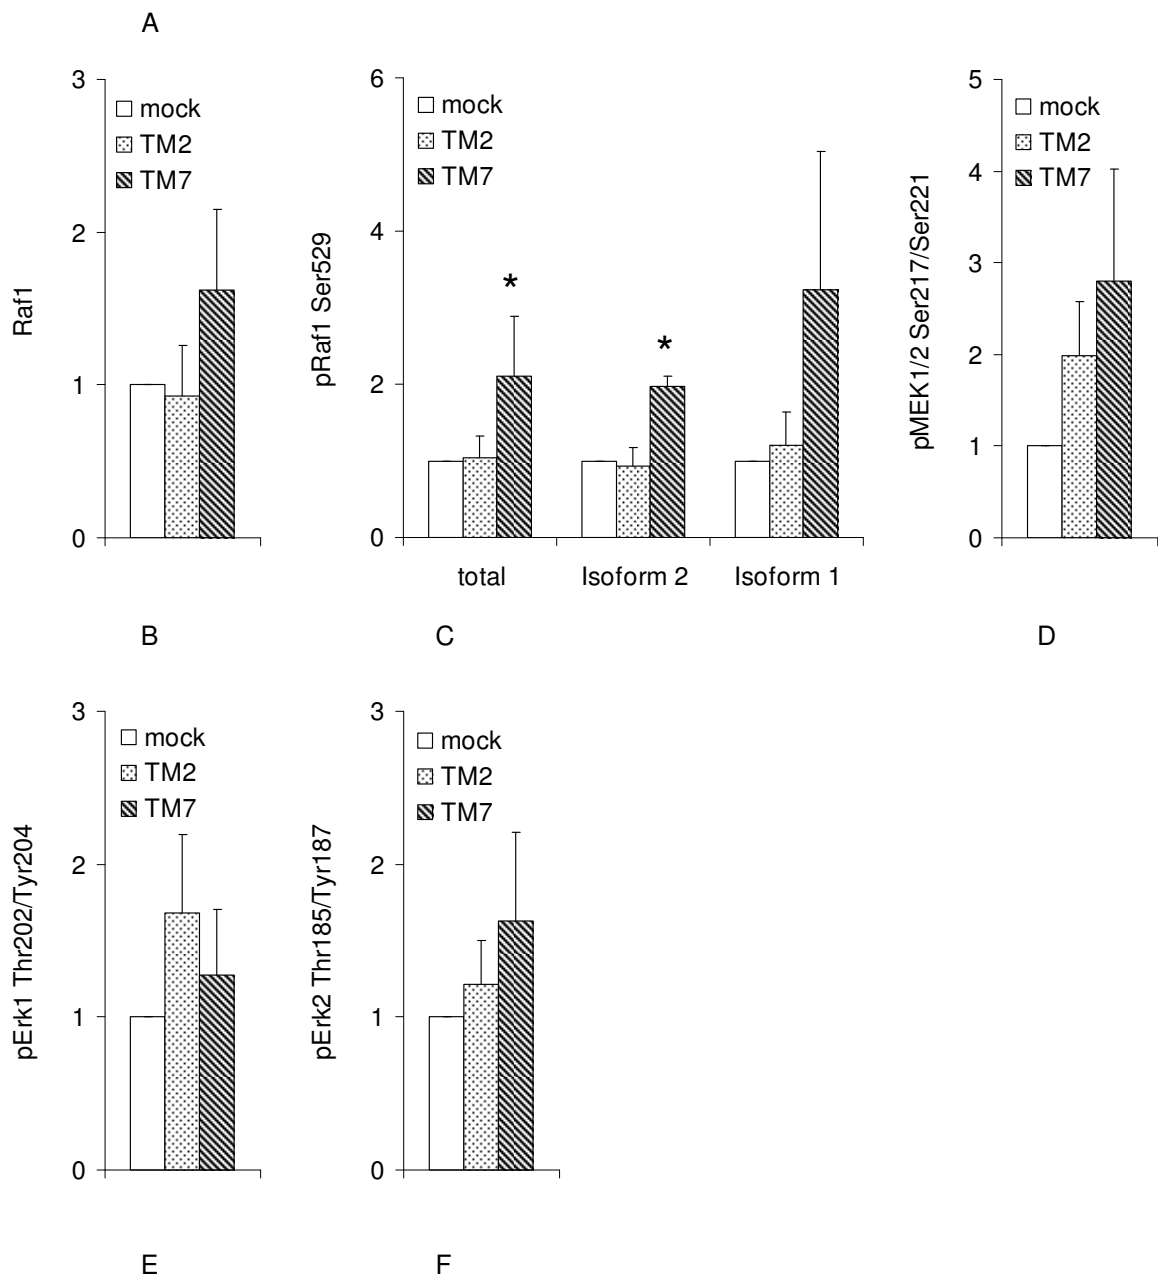 A
Raf1
3
2
1
0
mock
TM2
TM7
pRaf1 Ser529
6
4
2
0
mock
TM2
TM7
*
*
total
Isoform 2
Isoform 1
pMEK1/2 Ser217/Ser221
5
4
3
2
1
0
mock
TM2
TM7
B
C
D
pErk1 Thr202/Tyr204
3
2
1
0
mock
TM2
TM7
pErk2 Thr185/Tyr187
3
2
1
0
mock
TM2
TM7
E
F